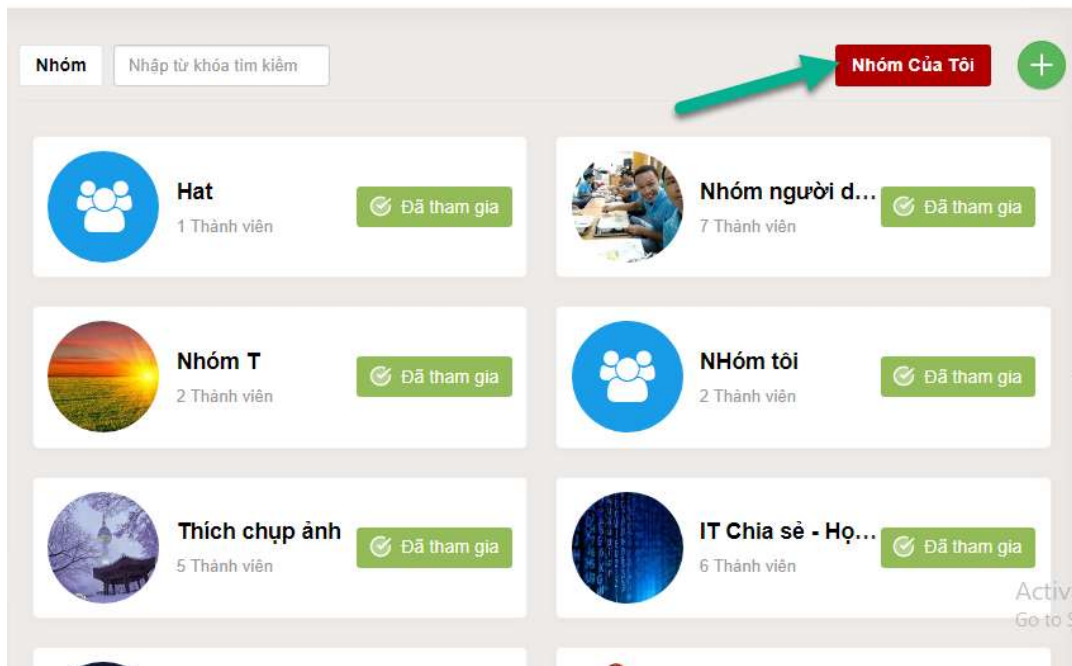 Nhóm
Nhập từ khóa tìm kiếm
Nhóm Của Tôi
Hat
1 Thành viên
Đã tham gia
Nhóm người d...
7 Thành viên
Đã tham gia
Nhóm T
2 Thành viên
Đã tham gia
NHóm tôi
2 Thành viên
Đã tham gia
Thích chụp ảnh
5 Thành viên
Đã tham gia
IT Chia sẻ - Họ...
6 Thành viên
Đã tham gia
Activ
Go to S